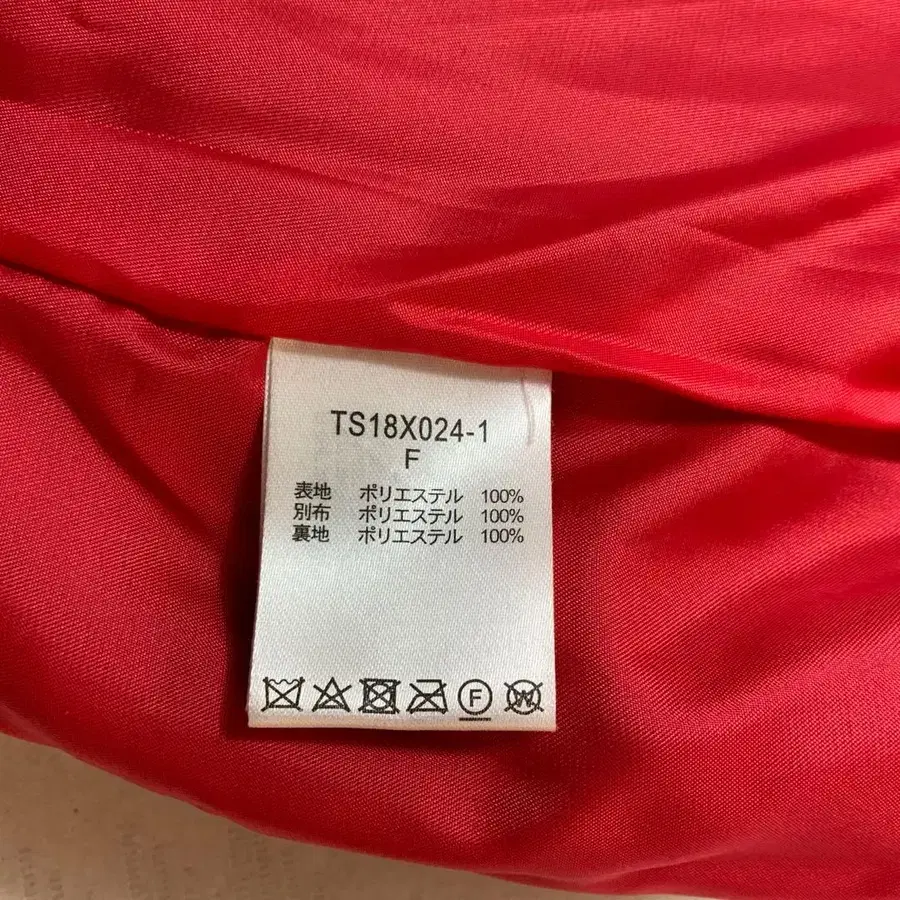 TS18X024-1
F
表地 ポリエステル 100%
別布 ポリエステル 100%
裏地 ポリエステル 100%
F W